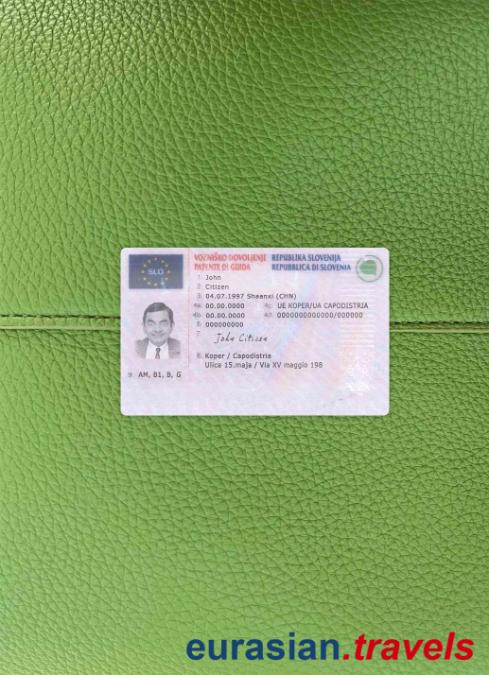 SLO
VOZNIŠKO DOVOLJENJE REPUBLIKA SLOVENIJA
PATENTE DI GUIDA REPUBBLICA DI SLOVENIA
1. John
2. Citizen
3. 04.07.1997 Shaanxi (CHN)
4a. 00.00.0000 4c. UE KOPER/UA CAPODISTRIA
4b. 00.00.0000 4d. 0000000000000/000000
5. 000000000
7. John Citizen
8. Koper / Capodistria
Ulica 15.maja / Via XV maggio 198
9. AM, B1, B, G
eurasian.travels